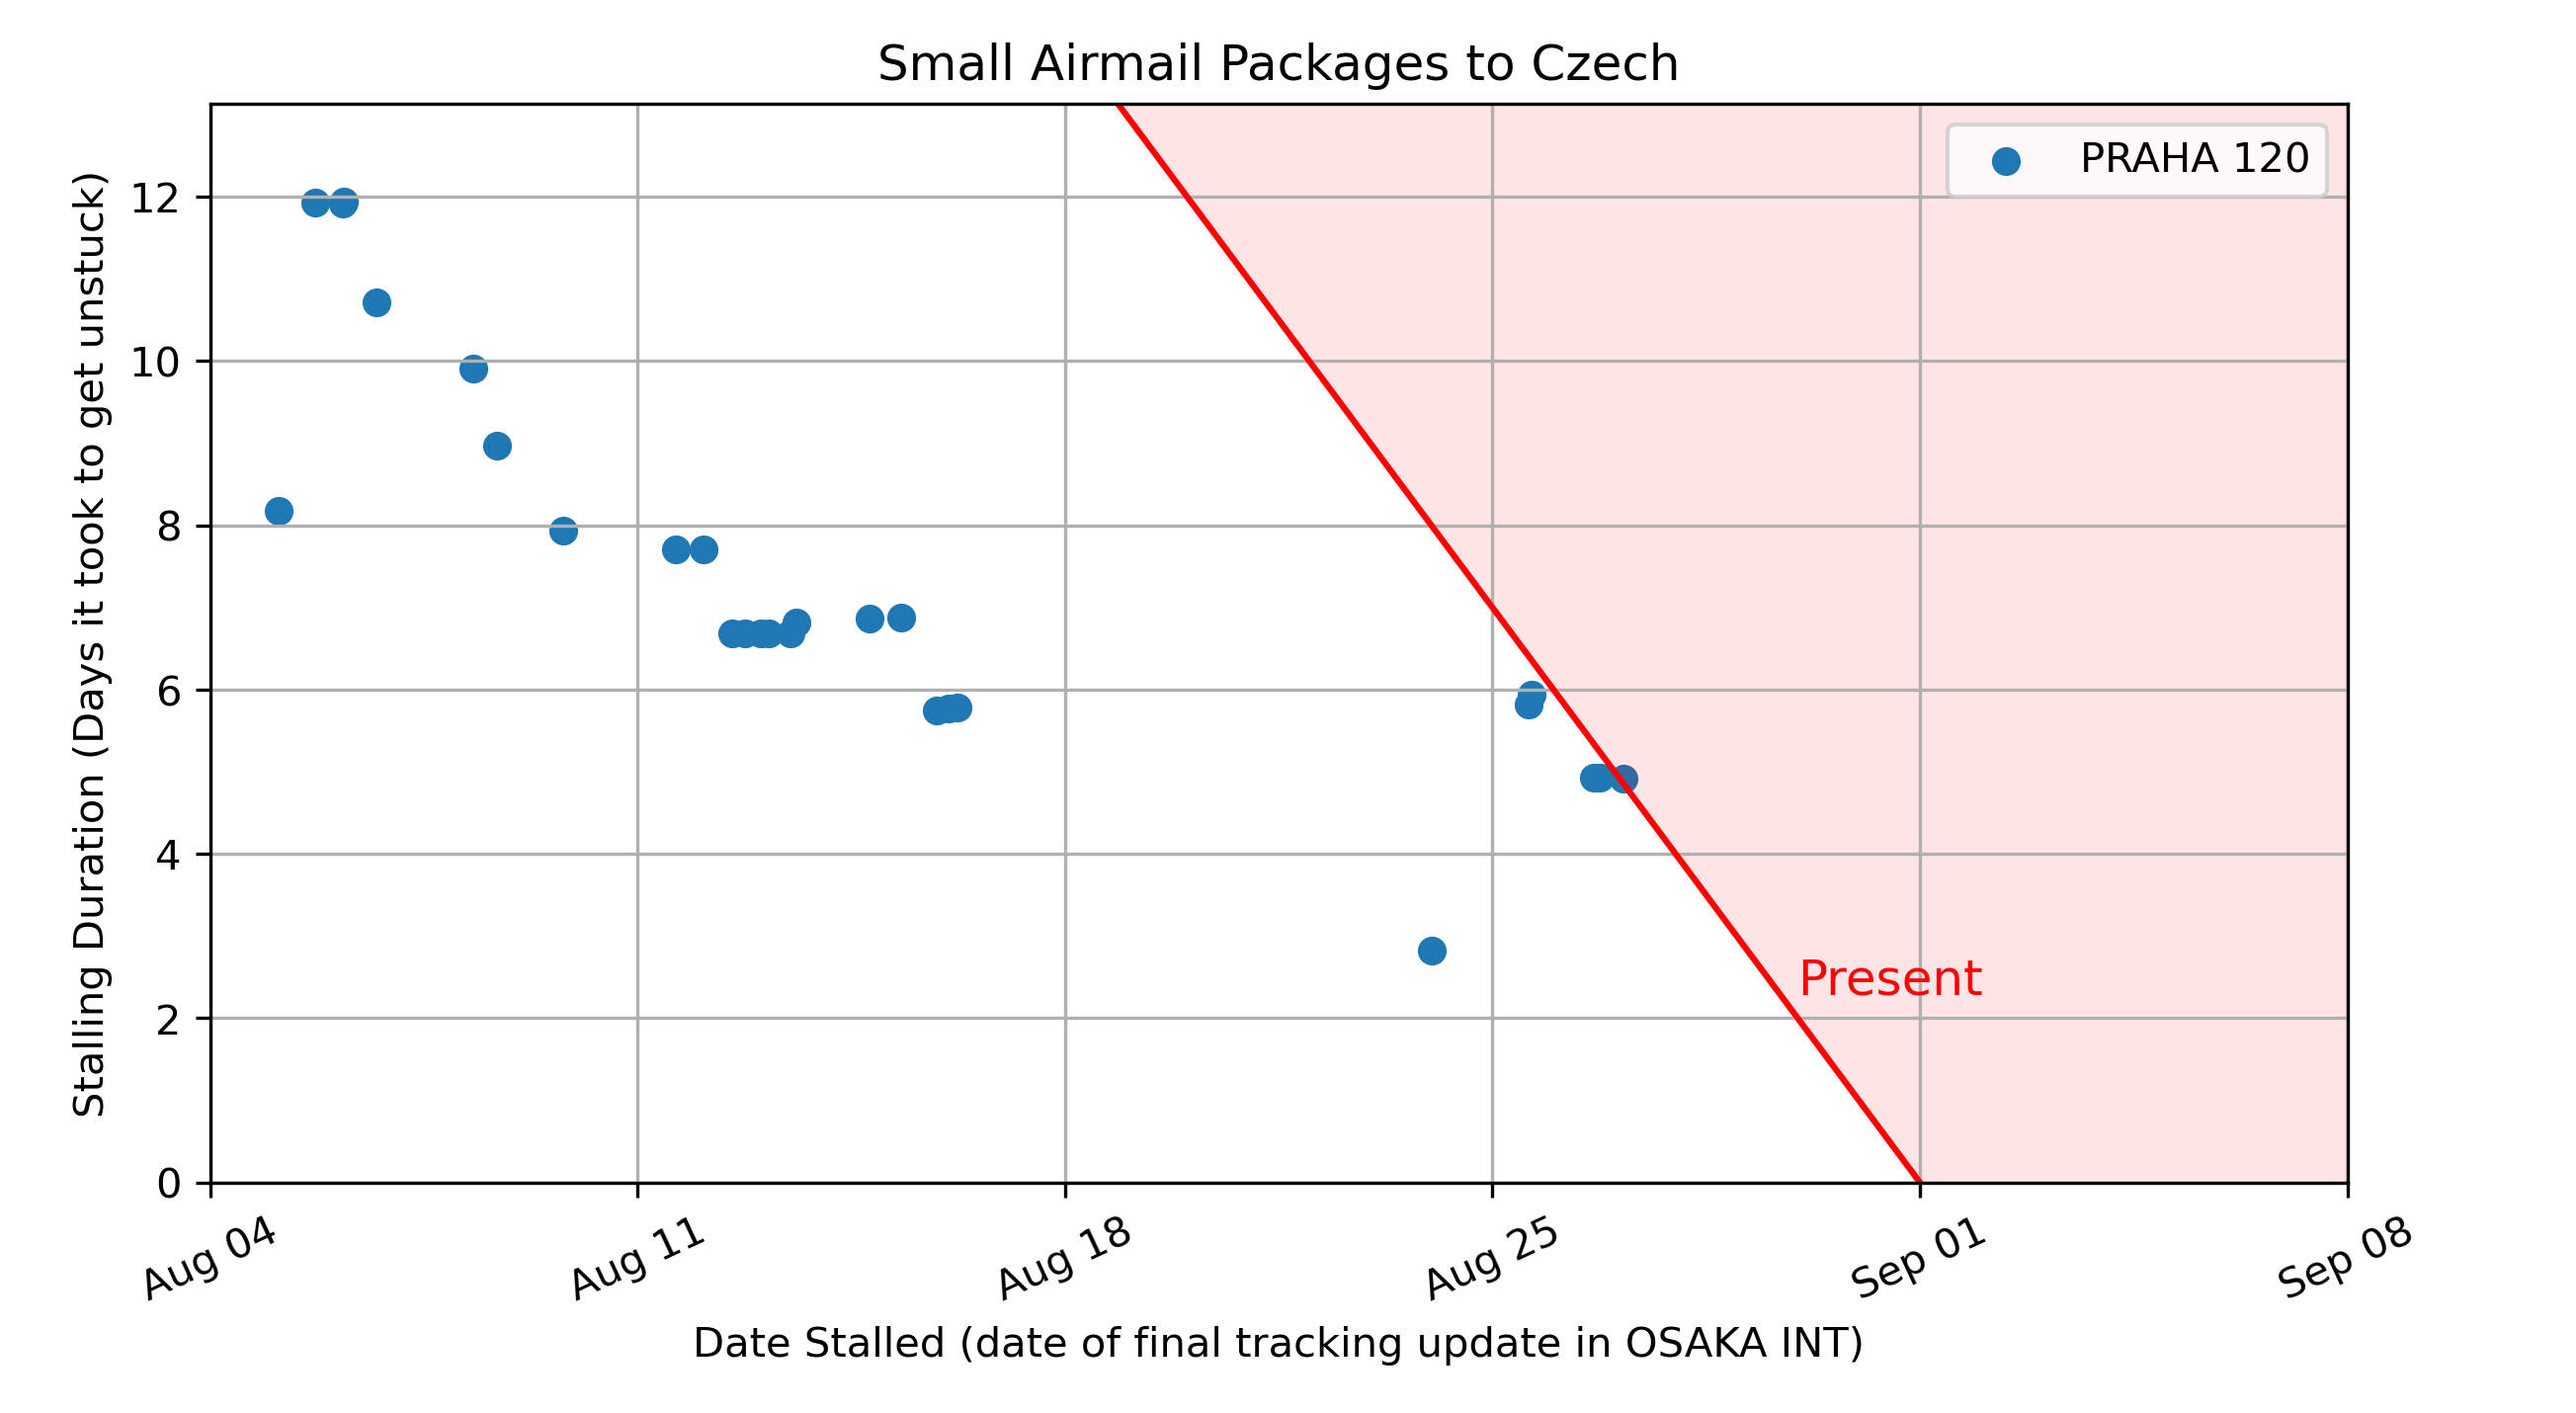 Small Airmail Packages to Czech
PRAHA 120
Stalling Duration (Days it took to get unstuck)
12
10
8
6
4
2
0
Present
Aug 04
Aug 11
Aug 18
Aug 25
Sep 01
Sep 08
Date Stalled (date of final tracking update in OSAKA INT)